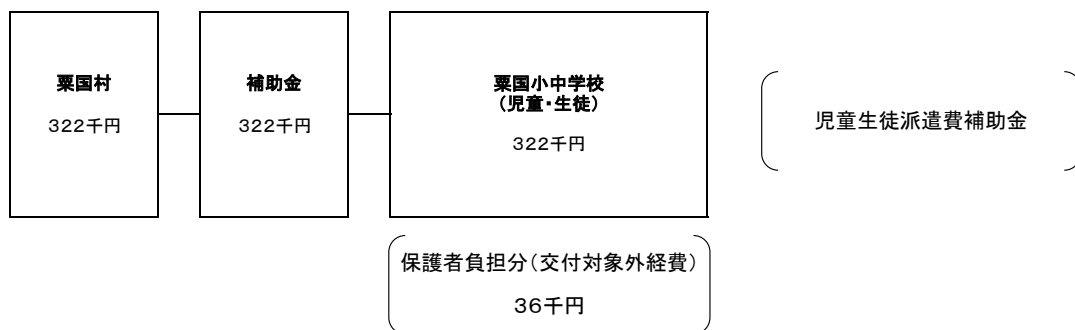 粟国村
322千円
補助金
322千円
粟国小中学校
（児童・生徒）
322千円
児童生徒派遣費補助金
保護者負担分（交付対象外経費）
36千円